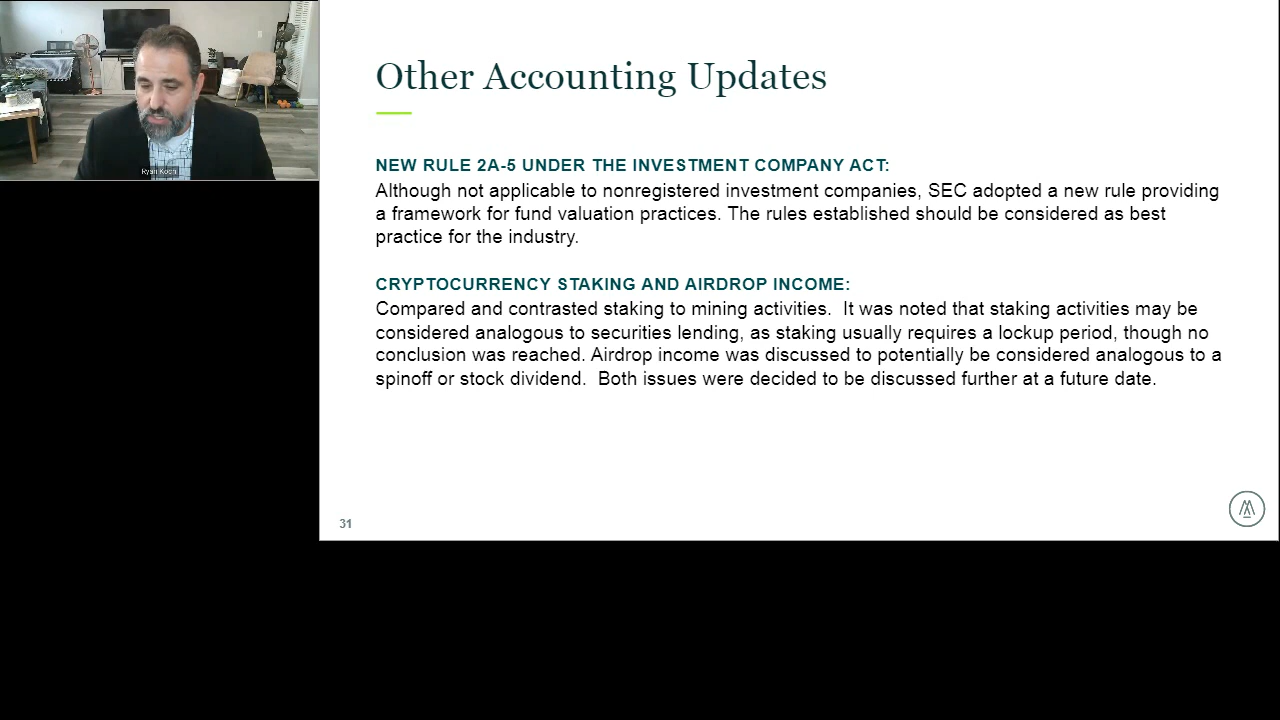 Ryan Koch
Other Accounting Updates
NEW RULE 2A-5 UNDER THE INVESTMENT COMPANY ACT:
Although not applicable to nonregistered investment companies, SEC adopted a new rule providing
a framework for fund valuation practices. The rules established should be considered as best
practice for the industry.
CRYPTOCURRENCY STAKING AND AIRDROP INCOME:
Compared and contrasted staking to mining activities.  It was noted that staking activities may be
considered analogous to securities lending, as staking usually requires a lockup period, though no
conclusion was reached. Airdrop income was discussed to potentially be considered analogous to a
spinoff or stock dividend.  Both issues were decided to be discussed further at a future date.
31